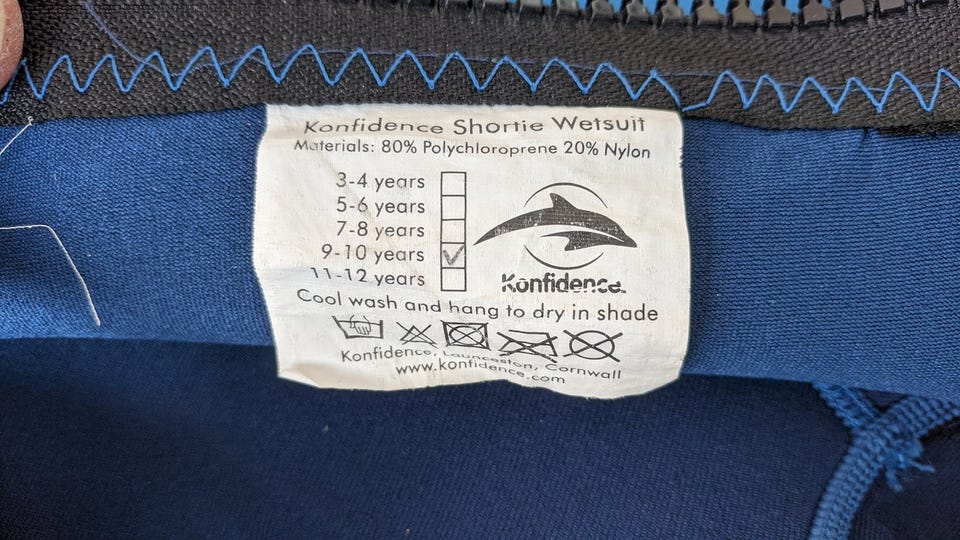 Konfidence Shortie Wetsuit
Materials: 80% Polychloroprene 20% Nylon
3-4 years
5-6 years
7-8 years
9-10 years
11-12 years
Konfidence
Cool wash and hang to dry in shade
Konfidence, Launceston, Cornwall
www.konfidence.com